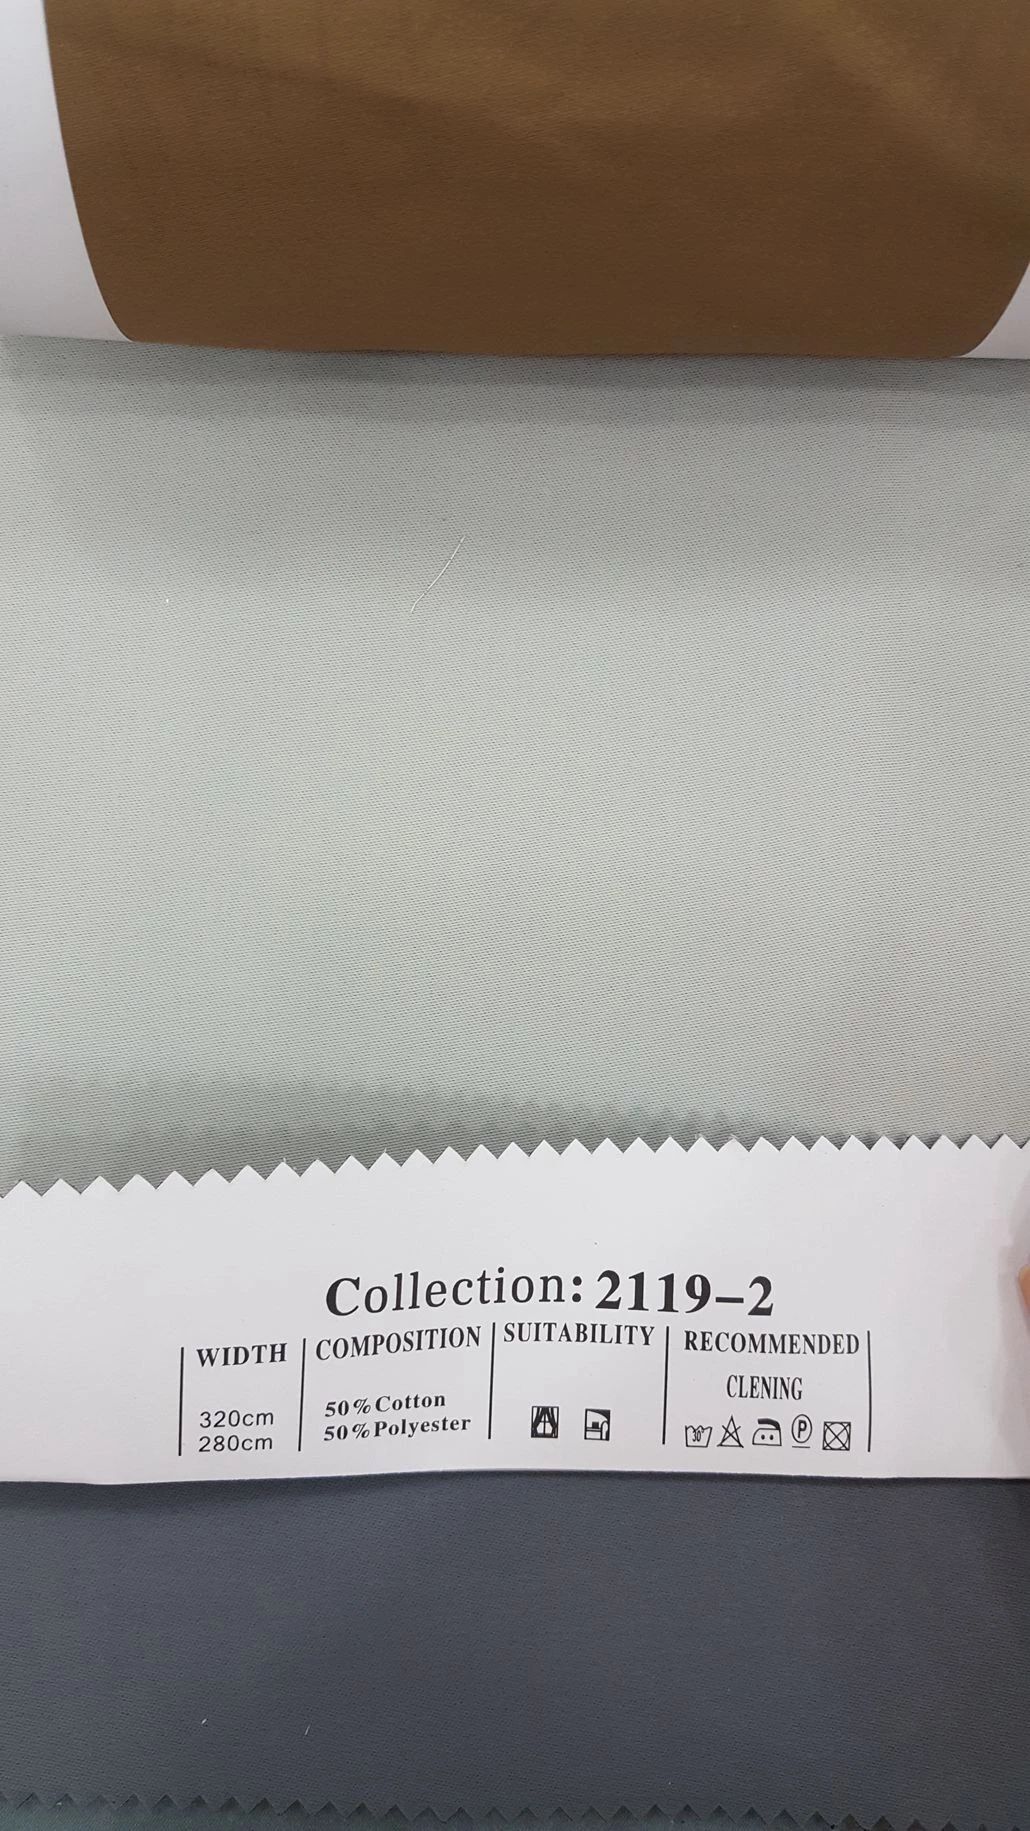 Collection: 2119-2
WIDTH
320cm
280cm
COMPOSITION
50% Cotton
50% Polyester
SUITABILITY
RECOMMENDED
CLENING
30°
P